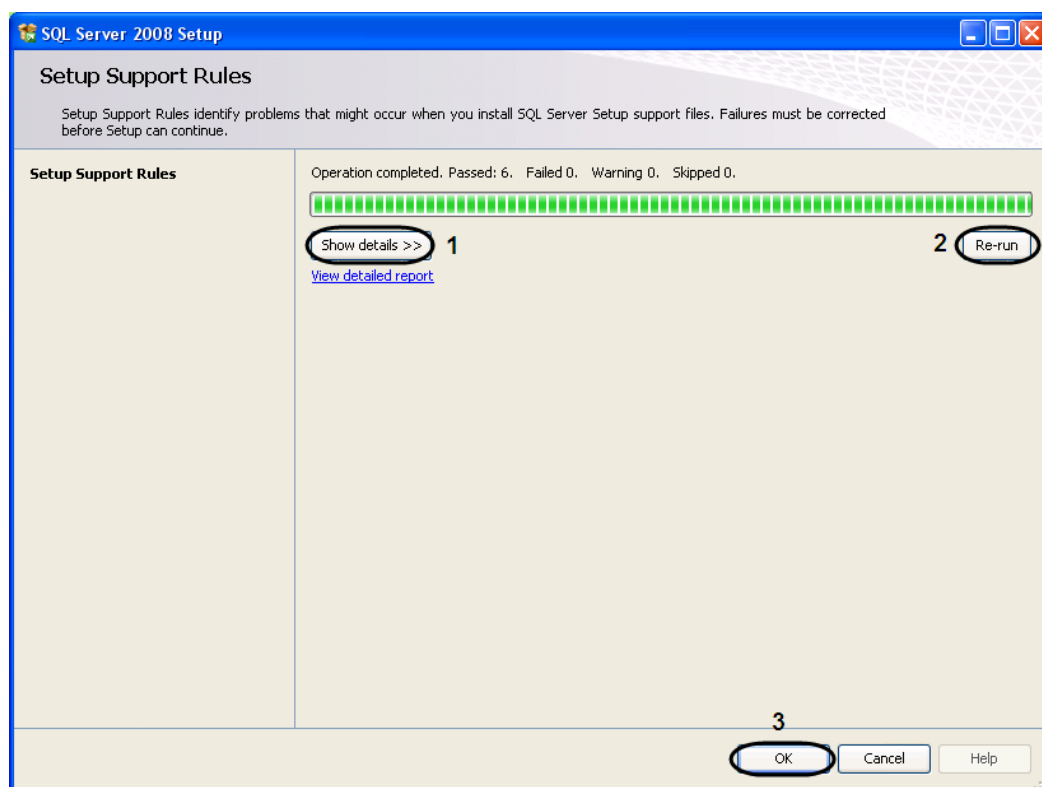 SQL Server 2008 Setup
Setup Support Rules
Setup Support Rules identify problems that might occur when you install SQL Server Setup support files. Failures must be corrected
before Setup can continue.
Setup Support Rules
Operation completed. Passed: 6. Failed 0. Warning 0. Skipped 0.
Show details >> 1
2 Re-run
View detailed report
3
OK Cancel Help